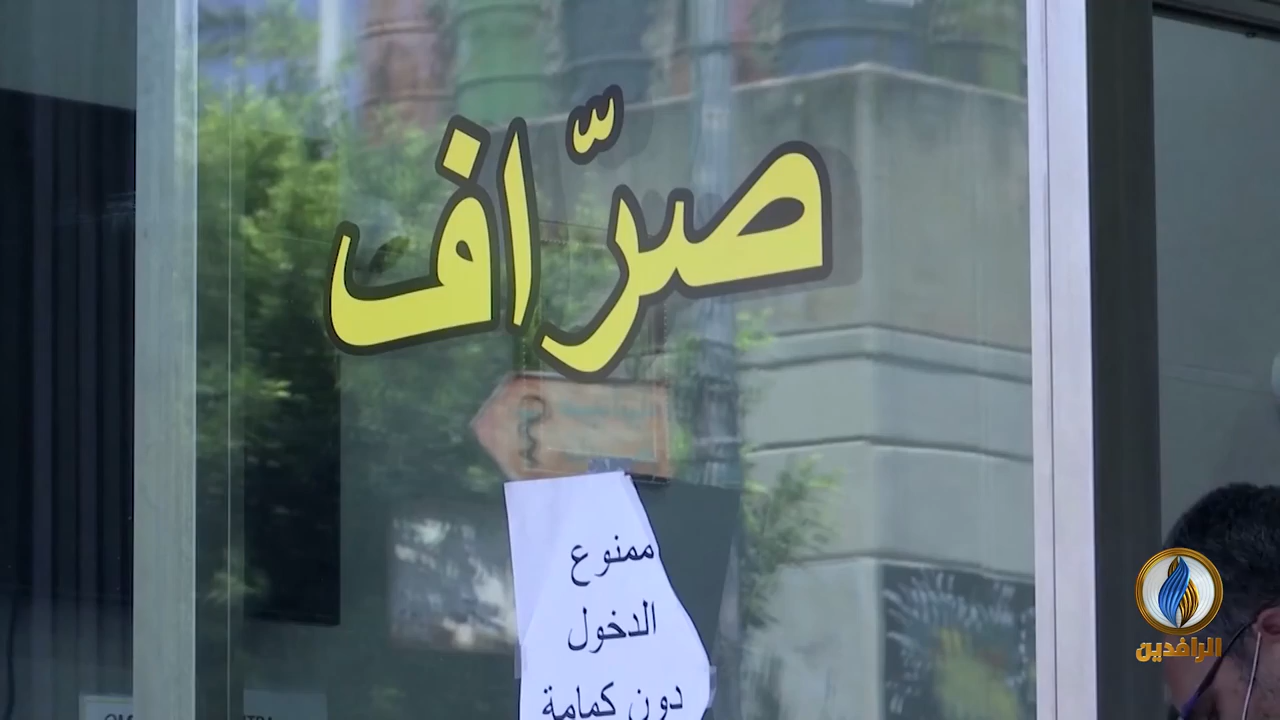 صرّاف
ممنوع
الدخول
دون كمامة
الرافدين